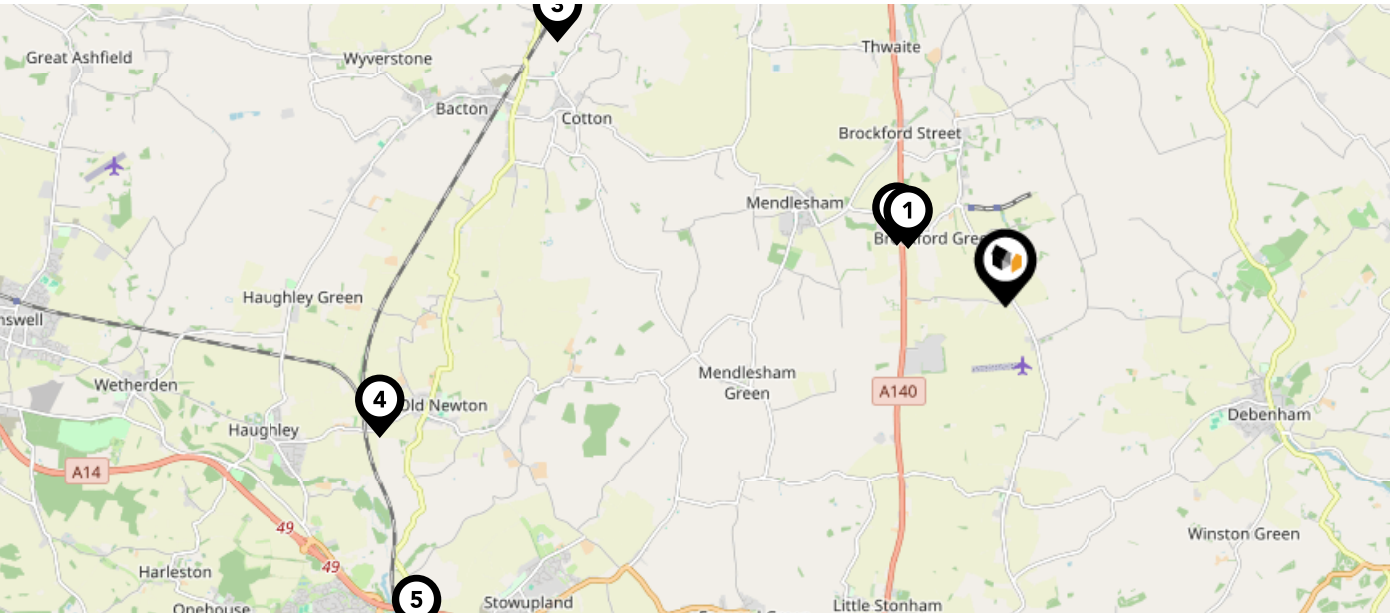 3
Thwaite
Great Ashfield
Wyverstone
Bacton
Cotton
Brockford Street
Mendlesham
1
Haughley Green
Mendlesham
Green
Wetherden
A140
4
Old Newton
Debenham
Haughley
A14
49
49
Winston Green
Harleston
5
Stowupland
Little Stonham
Onehouse